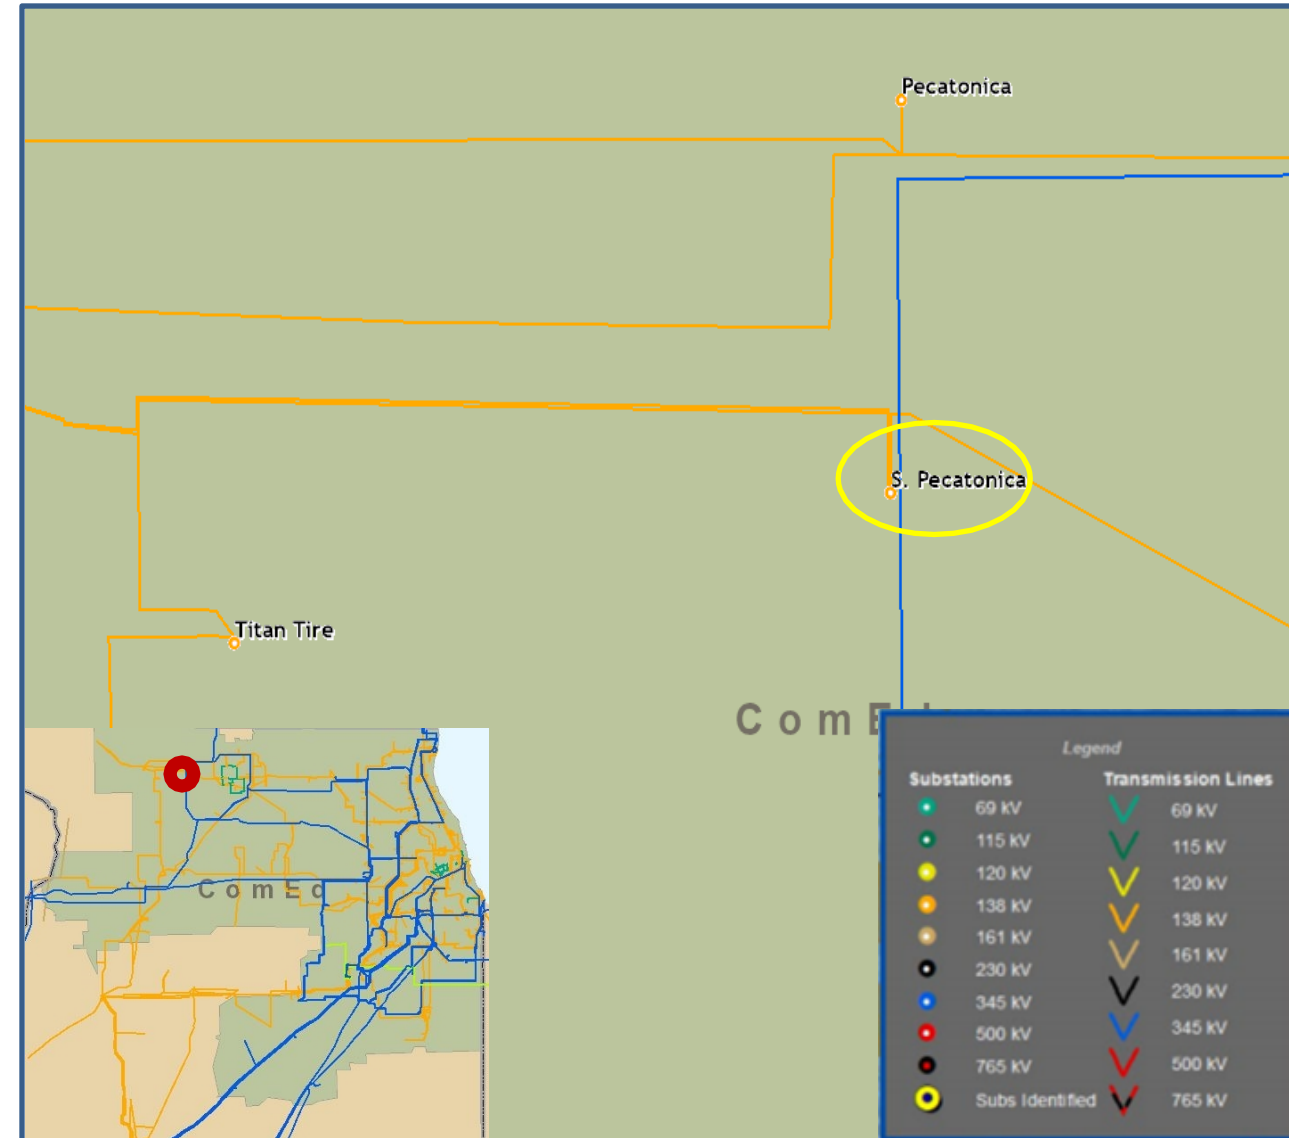 Pecatonica
S. Pecatonica
Titan Tire
ComEd
ComEd
Legend
Substations Transmission Lines
69 kV 69 kV
115 kV 115 kV
120 kV 120 kV
138 kV 138 kV
161 kV 161 kV
230 kV 230 kV
345 kV 345 kV
500 kV 500 kV
765 kV 765 kV
Subs Identified